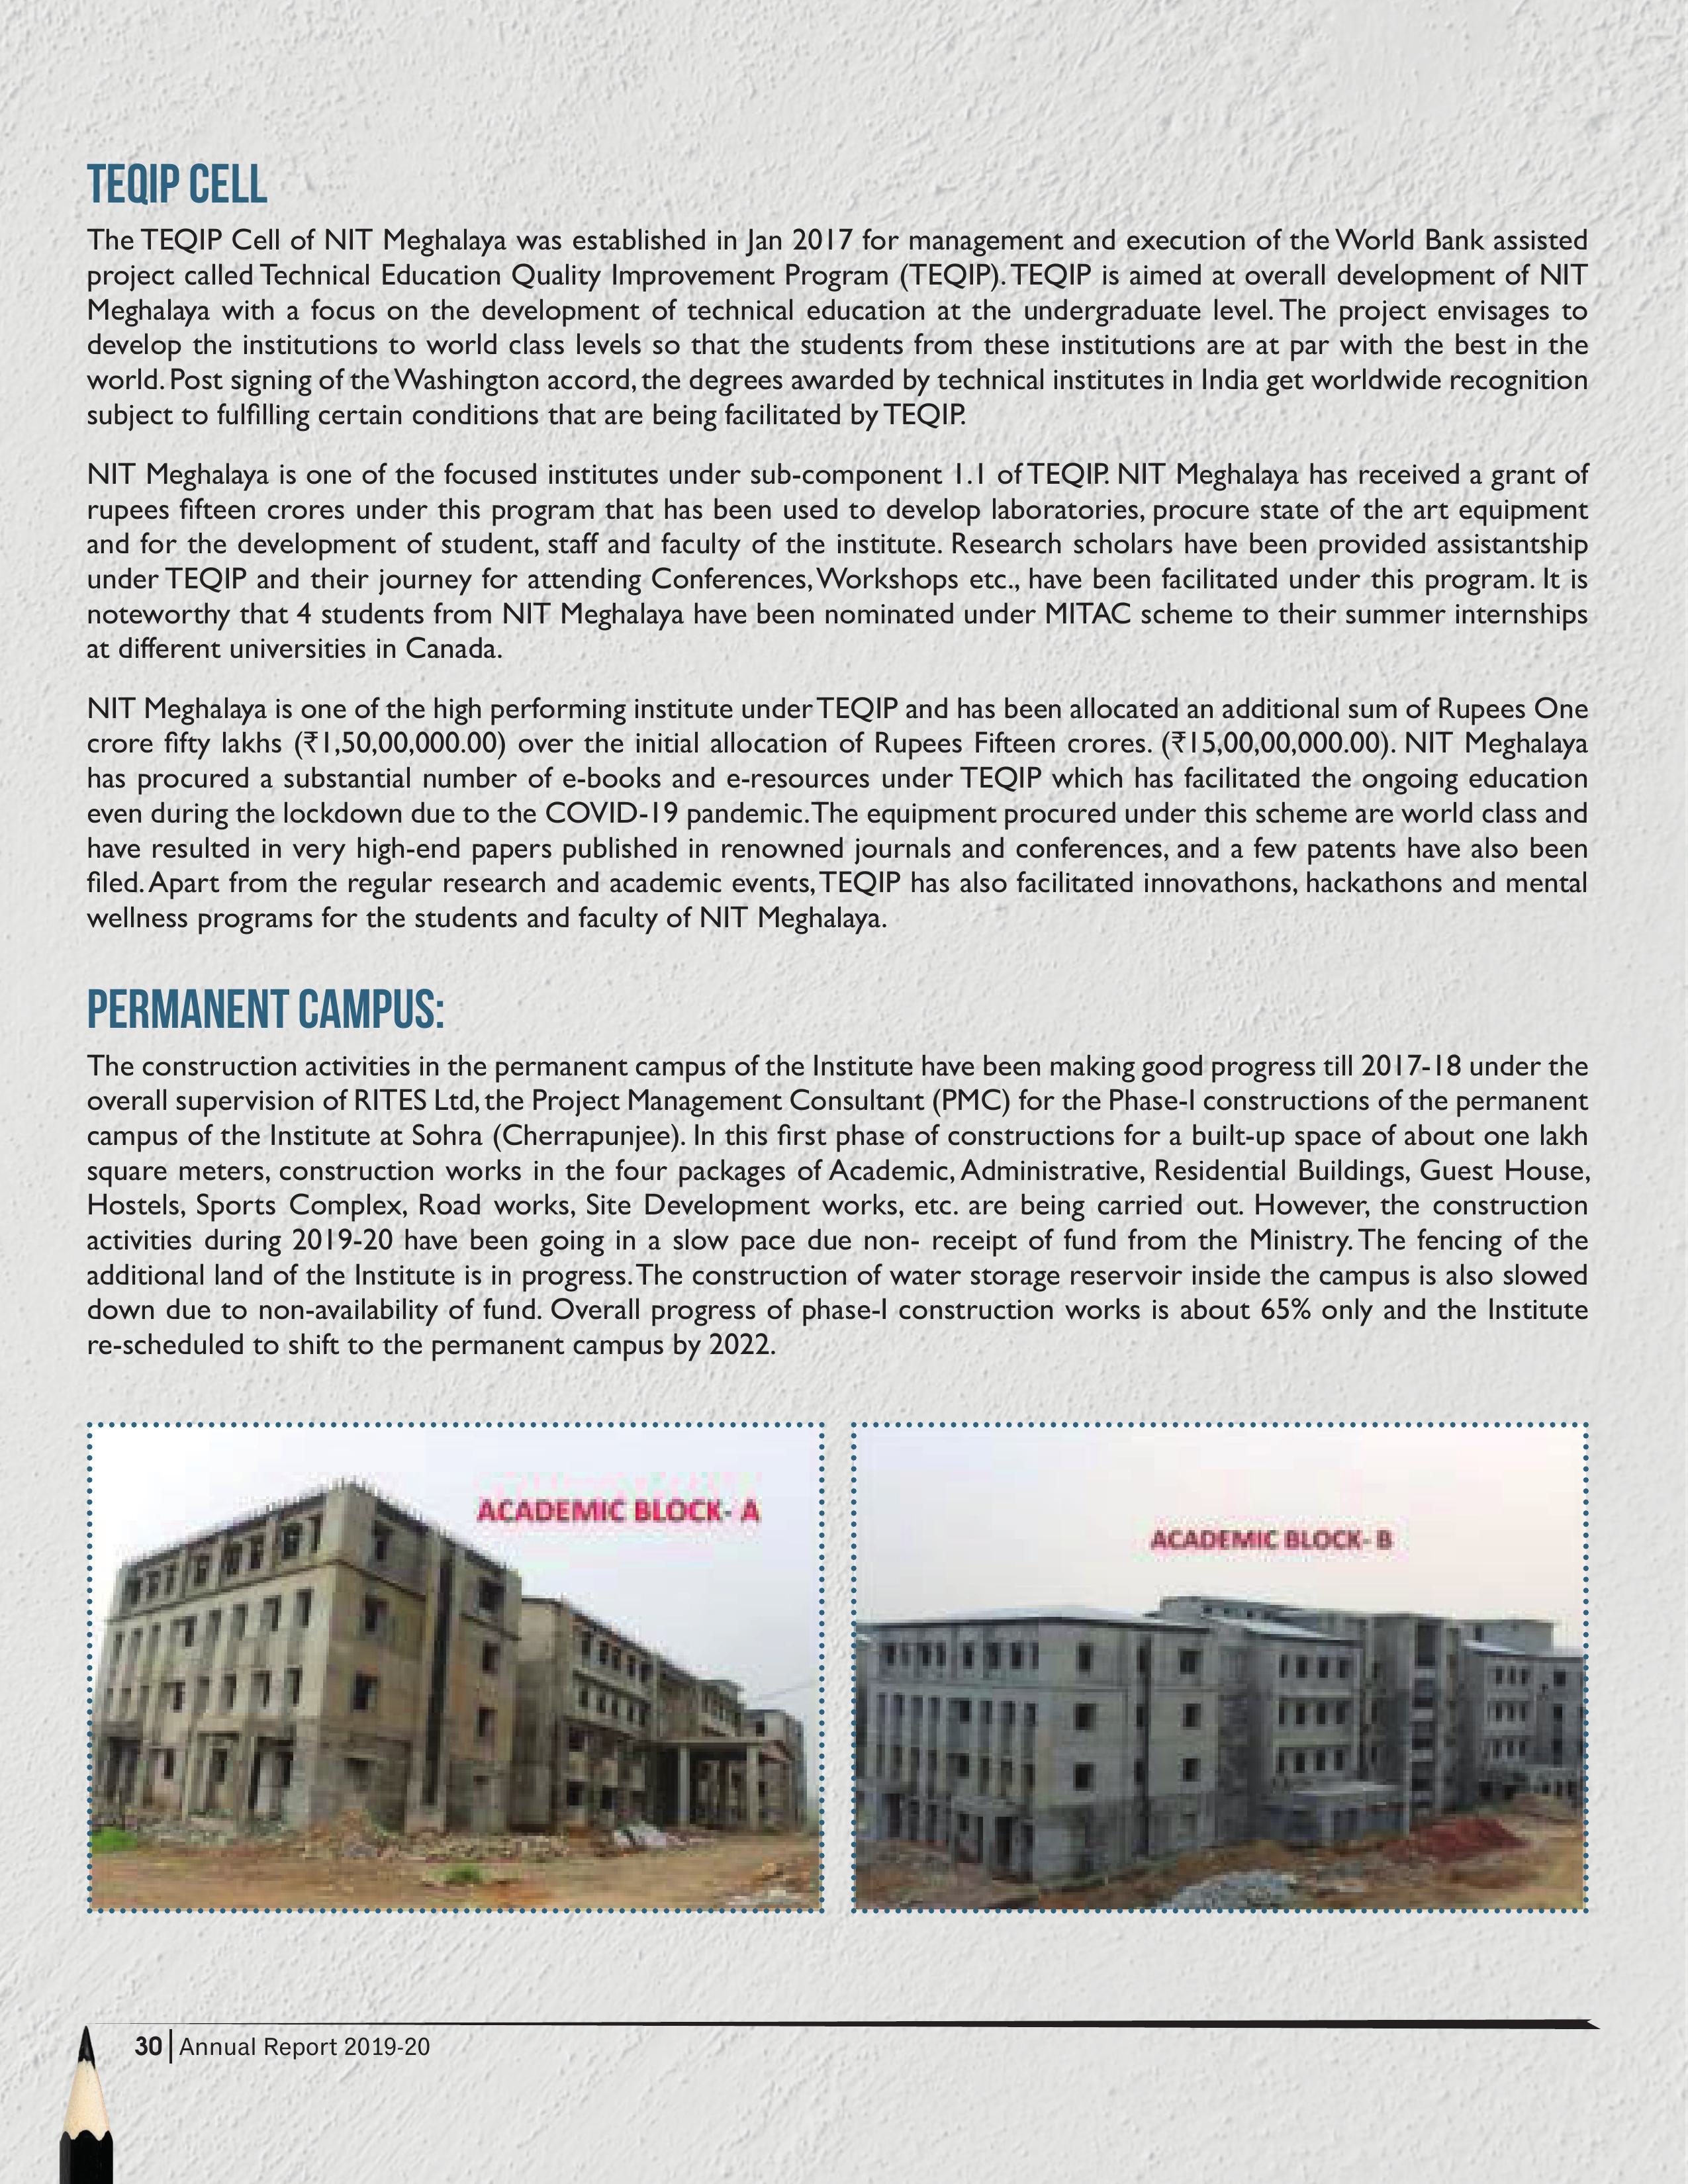 TEQIP CELL
The TEQIP Cell of NIT Meghalaya was established in Jan 2017 for management and execution of the World Bank assisted
project called Technical Education Quality Improvement Program (TEQIP). TEQIP is aimed at overall development of NIT
Meghalaya with a focus on the development of technical education at the undergraduate level. The project envisages to
develop the institutions to world class levels so that the students from these institutions are at par with the best in the
world. Post signing of the Washington accord, the degrees awarded by technical institutes in India get worldwide recognition
subject to fulfilling certain conditions that are being facilitated by TEQIP.
NIT Meghalaya is one of the focused institutes under sub-component 1.1 of TEQIP. NIT Meghalaya has received a grant of
rupees fifteen crores under this program that has been used to develop laboratories, procure state of the art equipment
and for the development of student, staff and faculty of the institute. Research scholars have been provided assistantship
under TEQIP and their journey for attending Conferences, Workshops etc., have been facilitated under this program. It is
noteworthy that 4 students from NIT Meghalaya have been nominated under MITAC scheme to their summer internships
at different universities in Canada.
NIT Meghalaya is one of the high performing institute under TEQIP and has been allocated an additional sum of Rupees One
crore fifty lakhs (₹1,50,00,000.00) over the initial allocation of Rupees Fifteen crores. (₹15,00,00,000.00). NIT Meghalaya
has procured a substantial number of e-books and e-resources under TEQIP which has facilitated the ongoing education
even during the lockdown due to the COVID-19 pandemic. The equipment procured under this scheme are world class and
have resulted in very high-end papers published in renowned journals and conferences, and a few patents have also been
filed. Apart from the regular research and academic events, TEQIP has also facilitated innovathons, hackathons and mental
wellness programs for the students and faculty of NIT Meghalaya.
PERMANENT CAMPUS:
The construction activities in the permanent campus of the Institute have been making good progress till 2017-18 under the
overall supervision of RITES Ltd, the Project Management Consultant (PMC) for the Phase-I constructions of the permanent
campus of the Institute at Sohra (Cherrapunjee). In this first phase of constructions for a built-up space of about one lakh
square meters, construction works in the four packages of Academic, Administrative, Residential Buildings, Guest House,
Hostels, Sports Complex, Road works, Site Development works, etc. are being carried out. However, the construction
activities during 2019-20 have been going in a slow pace due non- receipt of fund from the Ministry. The fencing of the
additional land of the Institute is in progress. The construction of water storage reservoir inside the campus is also slowed
down due to non-availability of fund. Overall progress of phase-I construction works is about 65% only and the Institute
re-scheduled to shift to the permanent campus by 2022.
ACADEMIC BLOCK- A
ACADEMIC BLOCK- B
30 | Annual Report 2019-20